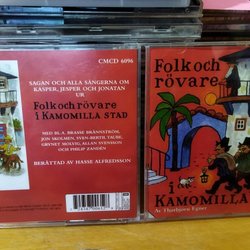 CMCD 6096
SAGAN OCH ALLA SÅNGERNA OM
KASPER, JESPER OCH JONATAN
UR
Folk och rövare
i KAMOMILLA STAD
MED BL.A. BRASSE BRÄNNSTRÖM,
JON SKOLMEN, SVEN-BERTIL TAUBE,
GRYNET MOLVIG, ALLAN SVENSSON
OCH PHILIP ZANDÉN
BERÄTTAD AV HASSE ALFREDSSON
Folk och
rövare
i
KAMOMILLA
Av Thorbjörn Egner